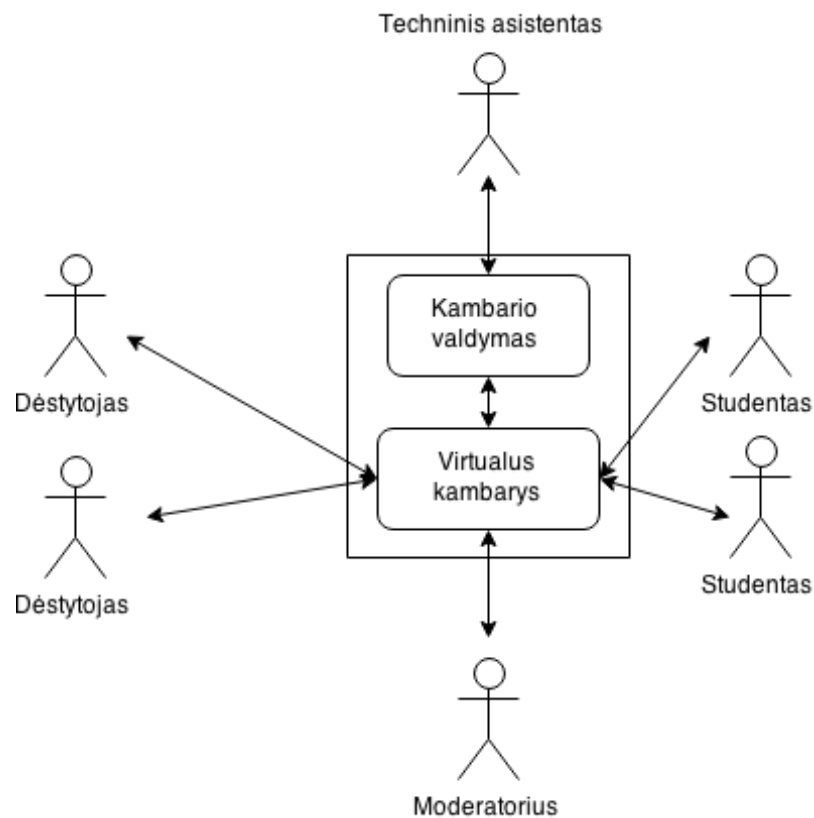 Techninis asistentas
Kambario
valdymas
Dėstytojas
Studentas
Virtualus
kambarys
Dėstytojas
Studentas
Moderatorius